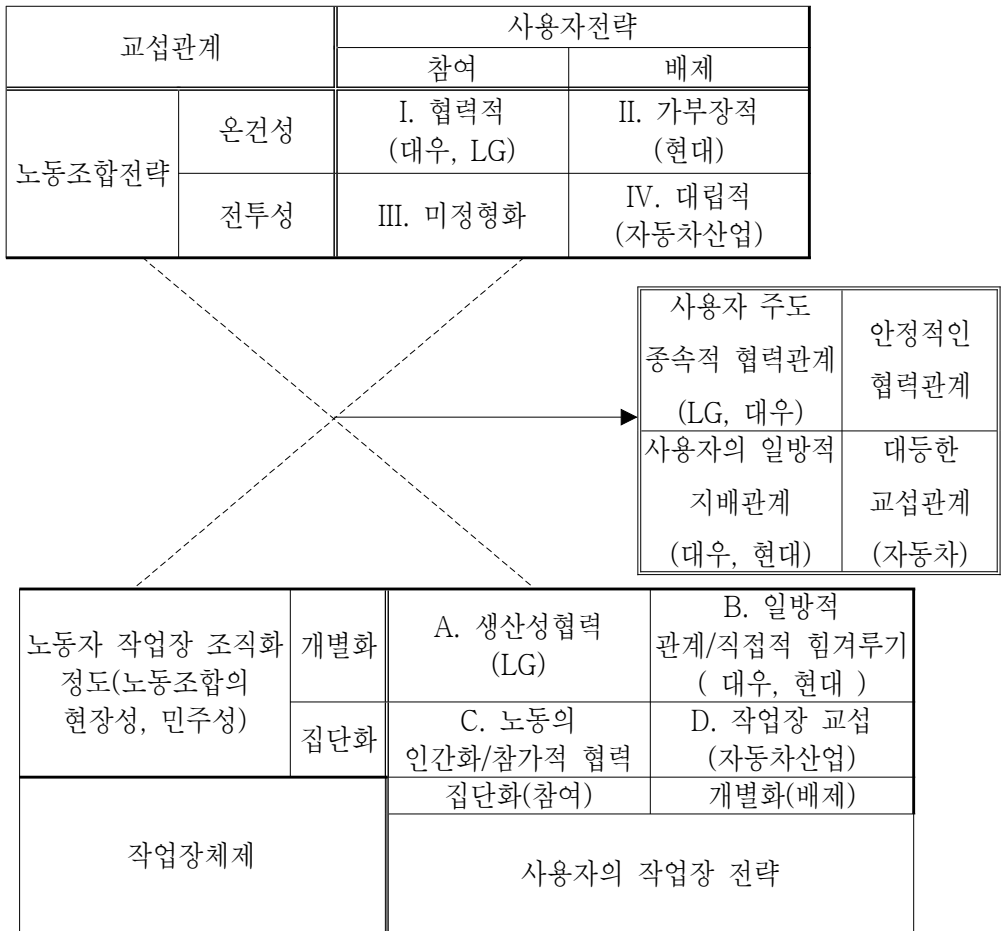 교섭관계
사용자전략
참여
배제
노동조합전략
온건성
I. 협력적
(대우, LG)
II. 가부장적
(현대)
전투성
III. 미정형화
IV. 대립적
(자동차산업)
사용자 주도
종속적 협력관계
(LG, 대우)
안정적인
협력관계
사용자의 일방적
지배관계
(대우, 현대)
대등한
교섭관계
(자동차)
노동자 작업장 조직화
정도(노동조합의
현장성, 민주성)
개별화
A. 생산성협력
(LG)
B. 일방적
관계/직접적 힘겨루기
( 대우, 현대 )
집단화
C. 노동의
인간화/참가적 협력
D. 작업장 교섭
(자동차산업)
집단화(참여)
개별화(배제)
작업장체제
사용자의 작업장 전략